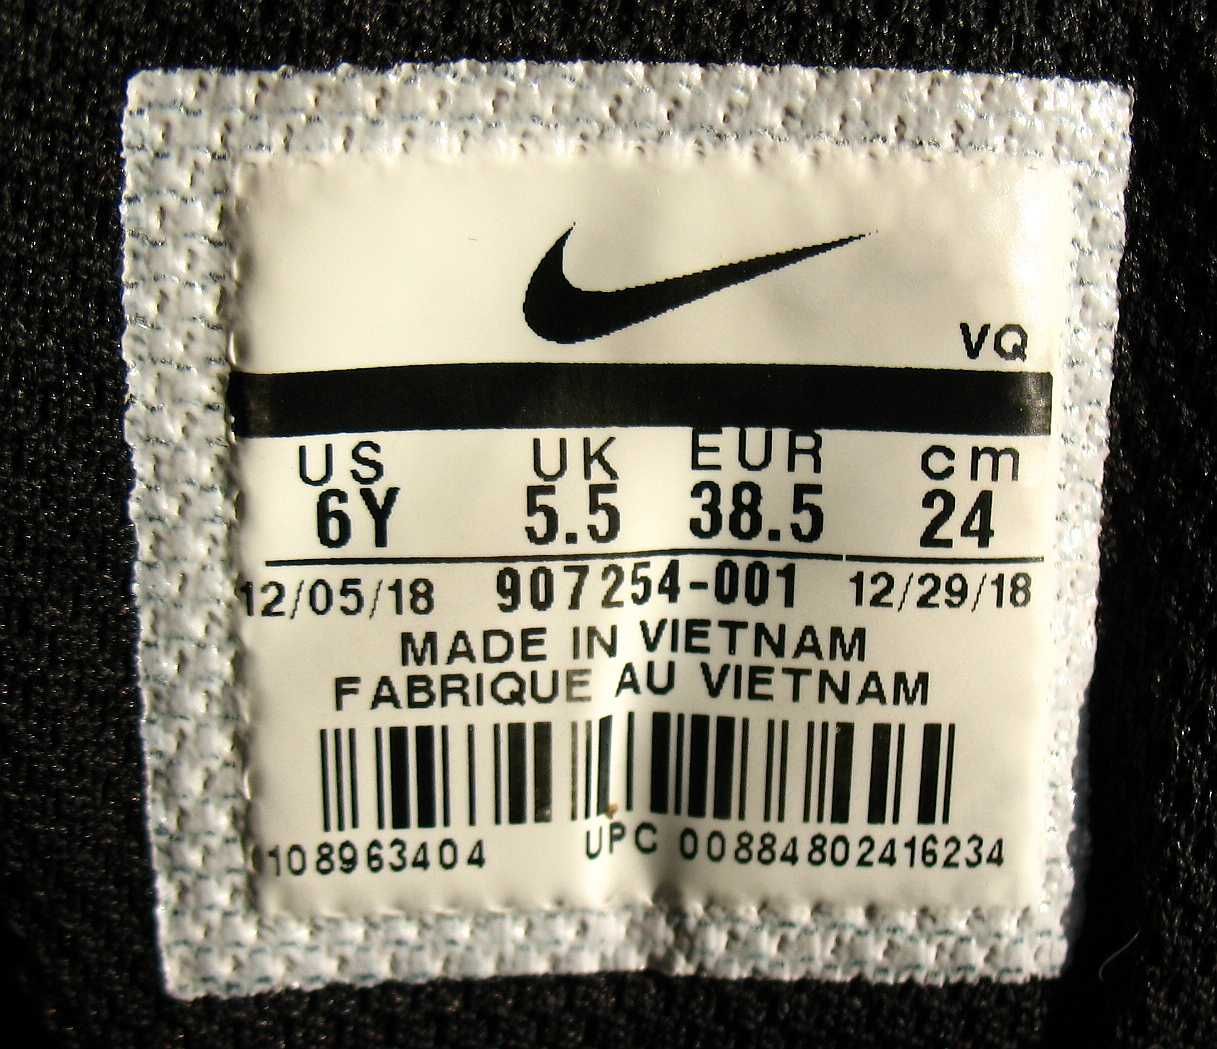 VQ
US UK EUR cm
6Y 5.5 38.5 24
12/05/18 907254-001 12/29/18
MADE IN VIETNAM
FABRIQUE AU VIETNAM
108963404 UPC 00884802416234